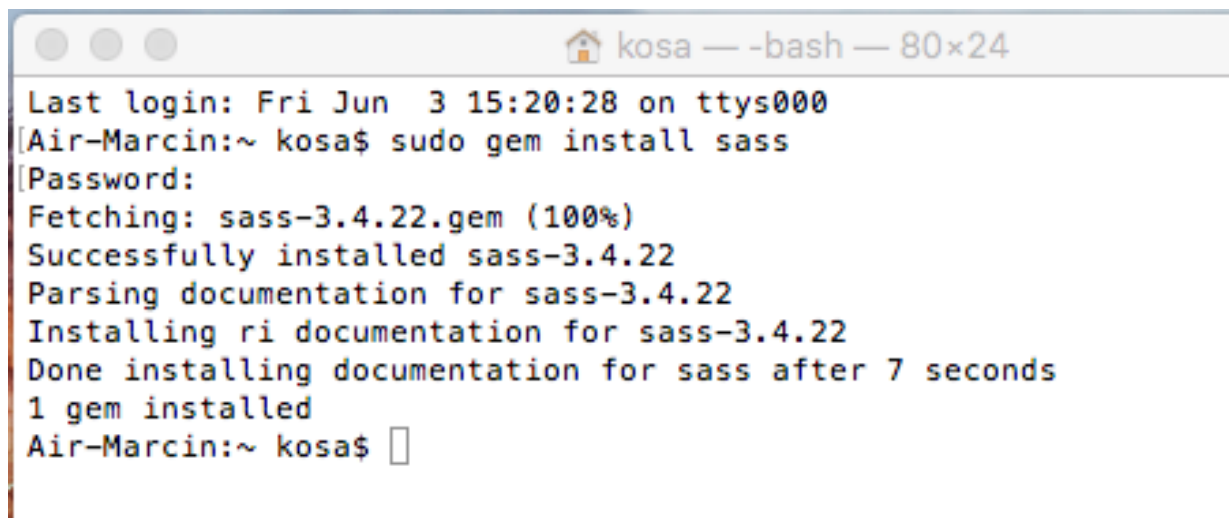 kosa — -bash — 80×24
Last login: Fri Jun  3 15:20:28 on ttys000
[Air-Marcin:~ kosa$ sudo gem install sass
[Password:
Fetching: sass-3.4.22.gem (100%)
Successfully installed sass-3.4.22
Parsing documentation for sass-3.4.22
Installing ri documentation for sass-3.4.22
Done installing documentation for sass after 7 seconds
1 gem installed
Air-Marcin:~ kosa$